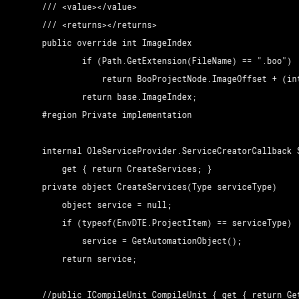 /// <value></value>
/// <returns></returns>
public override int ImageIndex
if (Path.GetExtension(FileName) == ".boo")
return BooProjectNode.ImageOffset + (int
return base.ImageIndex;
#region Private implementation
internal OleServiceProvider.ServiceCreatorCallback S
get { return CreateServices; }
private object CreateServices(Type serviceType)
object service = null;
if (typeof(EnvDTE.ProjectItem) == serviceType)
service = GetAutomationObject();
return service;
//public ICompileUnit CompileUnit { get { return Get